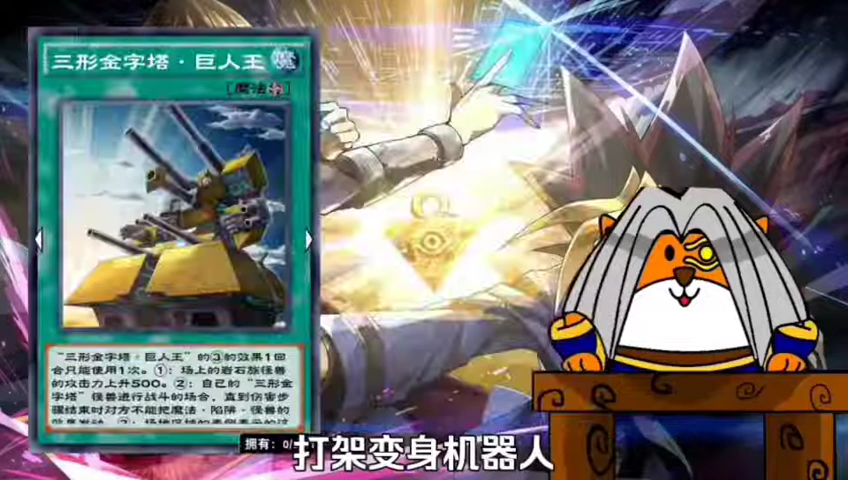 三形金字塔·巨人王
[魔法
“三形金字塔·巨人王”的③的效果1回
合只能使用1次。①：场上的岩石族怪兽
的攻击力上升500。②：自己的“三形金
字塔”怪兽进行战斗的场合，直到伤害步
骤结束时对方不能把魔法·陷阱·怪兽的
拥有：0/
打架变身机器人